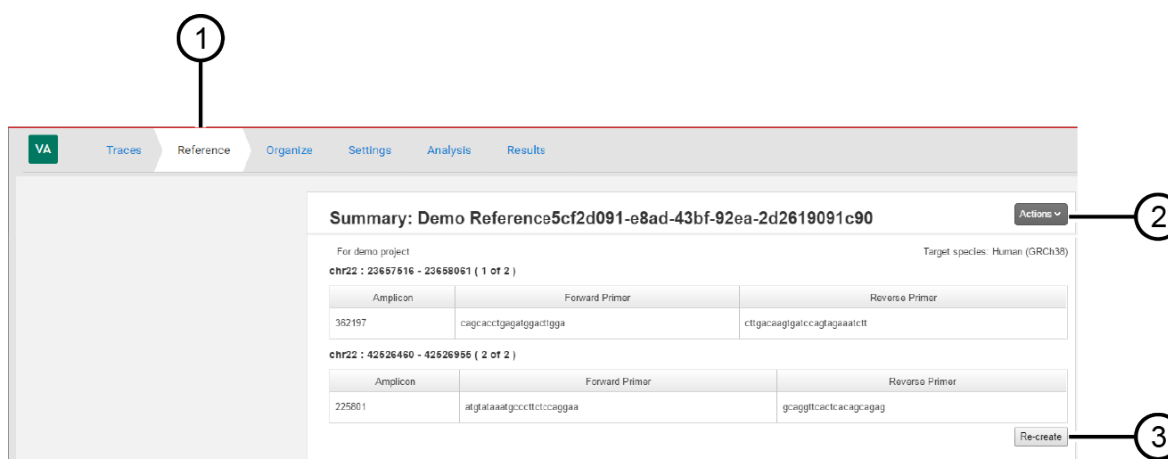 1
VA Traces Reference Organize Settings Analysis Results
Summary: Demo Reference5cf2d091-e8ad-43bf-92ea-2d2619091c90 Actions
2
For demo project Target species: Human (GRCh38)
chr22 : 23657516 - 23658061 ( 1 of 2 )
Amplicon Forward Primer Reverse Primer
362197 cagcacctgagatggacttgga cttgacaagtgatccagtagaaatctt
chr22 : 42526460 - 42526955 ( 2 of 2 )
Amplicon Forward Primer Reverse Primer
225801 atgtataaatgcccttctccaggaa gcaggttcactcacagcagag
Re-create
3